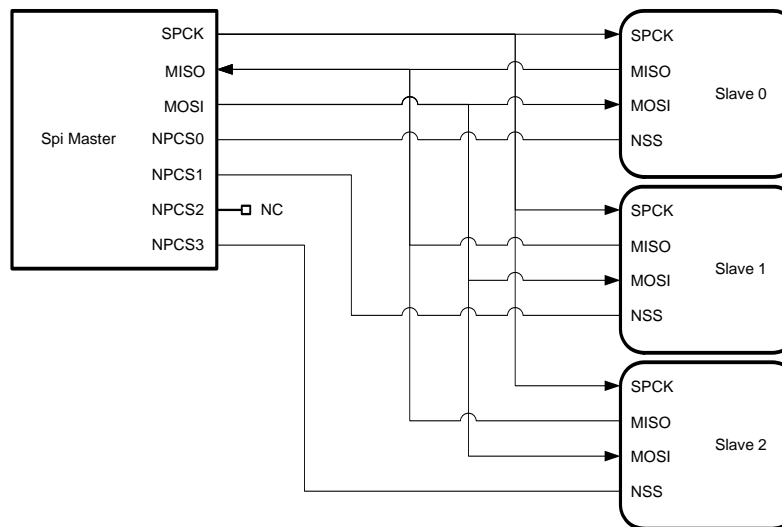 Spi Master
SPCK
MISO
MOSI
NPCS0
NPCS1
NPCS2
NPCS3
NC
SPCK
MISO
MOSI
NSS
Slave 0
SPCK
MISO
MOSI
NSS
Slave 1
SPCK
MISO
MOSI
NSS
Slave 2